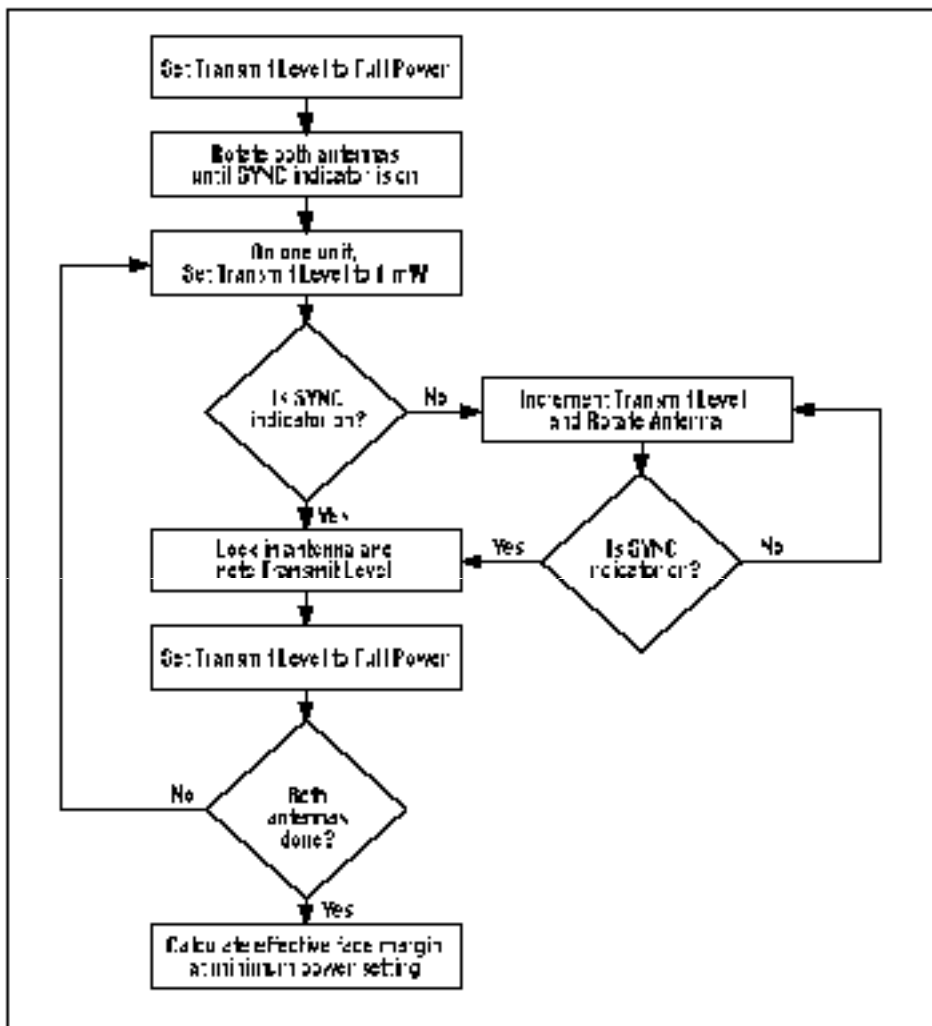 Set Transmit Level to Full Power
Rotate both antennas
until SYNC indicator is on
On one unit,
Set Transmit Level to 1 mW
Is SYNC
indicator on?
No
Increment Transmit Level
and Rotate Antenna
Yes
Lock in antenna and
note Transmit Level
Yes
Is SYNC
indicator on?
No
Set Transmit Level to Full Power
No
Both
antennas
done?
Yes
Calculate effective fade margin
at minimum power setting